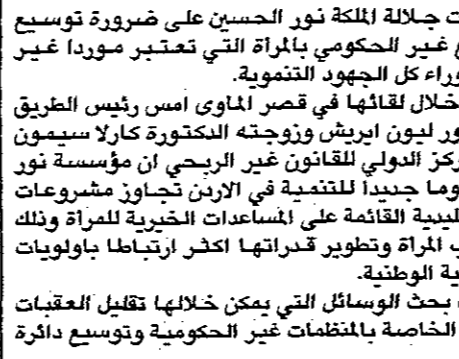 ت جلالة الملكة نور الحسين على ضرورة توسيع
ع غير الحكومي بالمرأة التي تعتبر موردا غير
وراء كل الجهود التنموية.
خلال لقائها في قصر الماوى امس رئيس الطريق
ور ليون ايريش وزوجته الدكتورة كارلا سيمون
ركز الدولي للقانون غير الربحي ان مؤسسة نور
وما جديدا للتنمية في الاردن تجاوز مشروعات
ليدية القائمة على المساعدات الخيرية للمرأة وذلك
ب المرأة وتطوير قدراتها اكثر ارتباطا باولويات
ية الوطنية.
بحث الوسائل التي يمكن خلالها تقليل العقبات
الخاصة بالمنظمات غير الحكومية وتوسيع دائرة